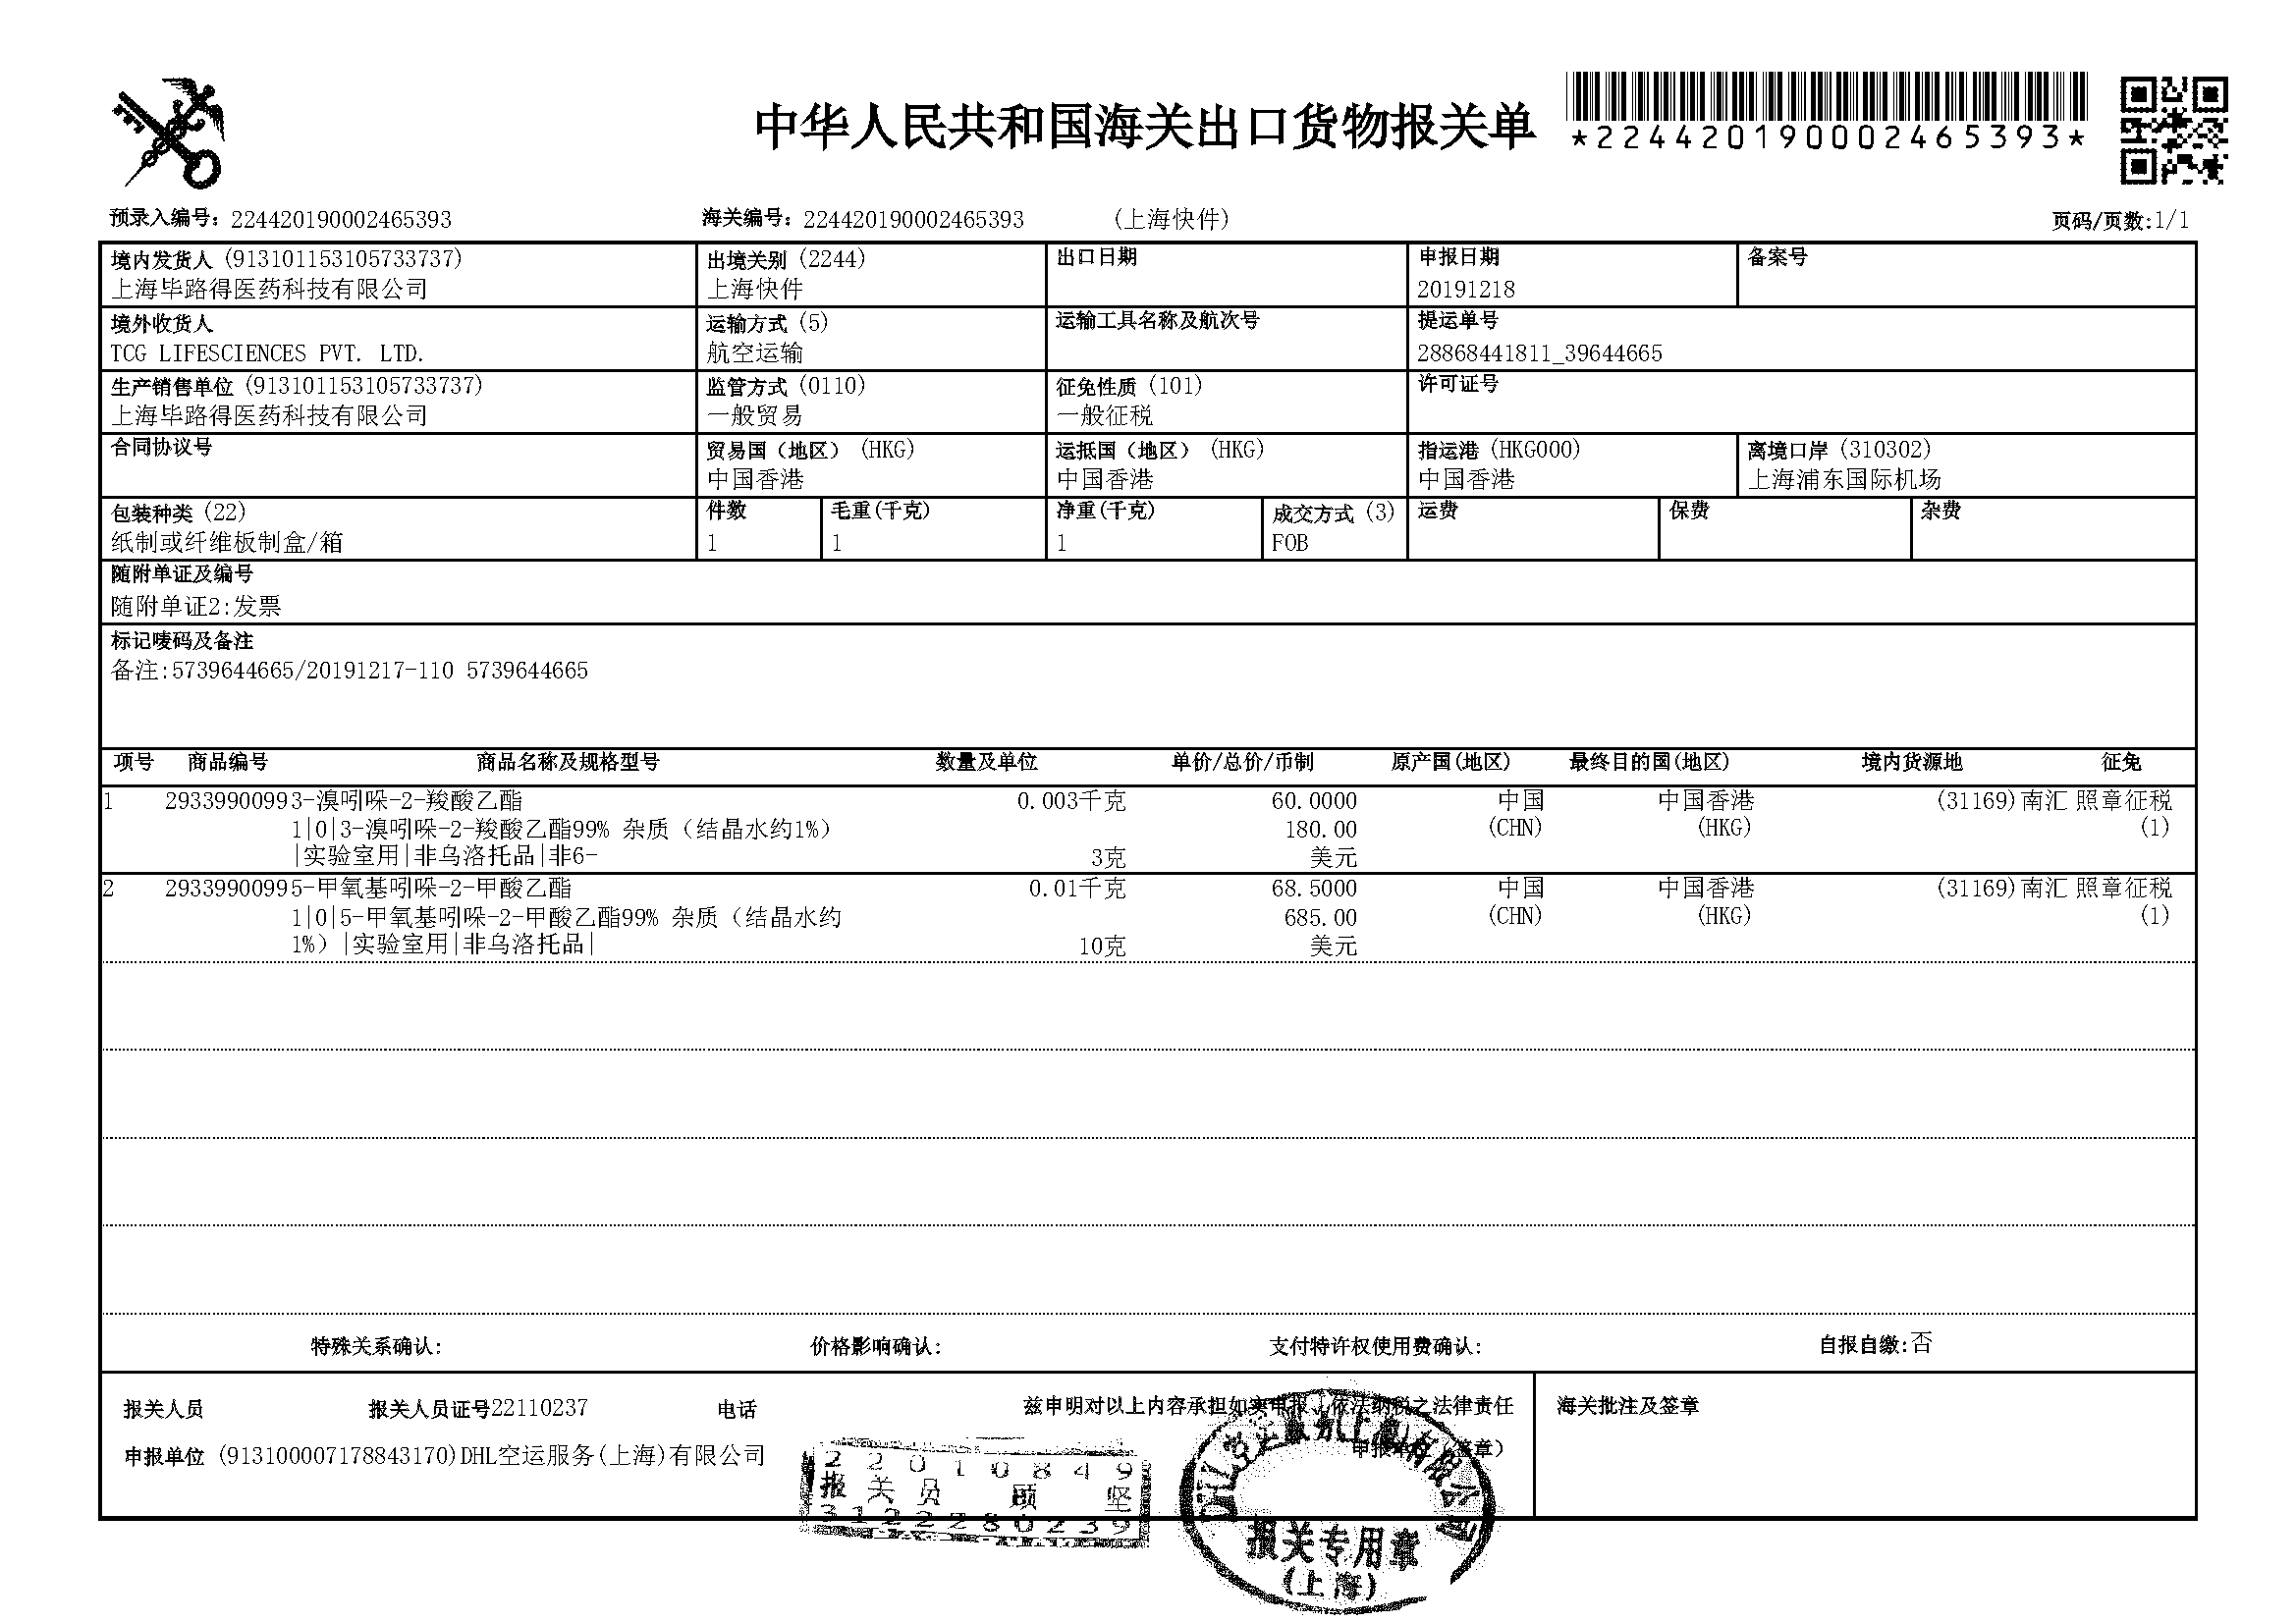 中华人民共和国海关出口货物报关单
*224420190002465393*
预录入编号：224420190002465393 海关编号：224420190002465393 (上海快件) 页码/页数:1/1
境内发货人 (913101153105733737) 出境关别 (2244) 出口日期 申报日期 备案号
上海毕路得医药科技有限公司 上海快件 20191218
境外收货人 运输方式 (5) 运输工具名称及航次号 提运单号
TCG LIFESCIENCES PVT. LTD. 航空运输 28868441811_39644665
生产销售单位 (913101153105733737) 监管方式 (0110) 征免性质 (101) 许可证号
上海毕路得医药科技有限公司 一般贸易 一般征税
合同协议号 贸易国（地区） (HKG) 运抵国（地区） (HKG) 指运港 (HKG000) 离境口岸 (310302)
中国香港 中国香港 中国香港 上海浦东国际机场
包装种类 (22) 件数 毛重(千克) 净重(千克) 成交方式 (3) 运费 保费 杂费
纸制或纤维板制盒/箱 1 1 1 FOB
随附单证及编号
随附单证2:发票
标记唛码及备注
备注:5739644665/20191217-110 5739644665
项号 商品编号 商品名称及规格型号 数量及单位 单价/总价/币制 原产国(地区) 最终目的国(地区) 境内货源地 征免
1 29339900993-溴吲哚-2-羧酸乙酯 0.003千克 60.0000 中国 中国香港 (31169)南汇 照章征税
1|0|3-溴吲哚-2-羧酸乙酯99% 杂质（结晶水约1%） 180.00 (CHN) (HKG) (1)
|实验室用|非乌洛托品|非6- 3克 美元
2 29339900995-甲氧基吲哚-2-甲酸乙酯 0.01千克 68.5000 中国 中国香港 (31169)南汇 照章征税
1|0|5-甲氧基吲哚-2-甲酸乙酯99% 杂质（结晶水约 685.00 (CHN) (HKG) (1)
1%）|实验室用|非乌洛托品| 10克 美元
特殊关系确认: 价格影响确认: 支付特许权使用费确认: 自报自缴:否
报关人员 报关人员证号22110237 电话 兹申明对以上内容承担如实申报、依法纳税之法律责任 海关批注及签章
申报单位 (913100007178843170)DHL空运服务(上海)有限公司 申报单位（签章）
22010849
报关员 顾 坚
3122280239
报关专用章
(上海)